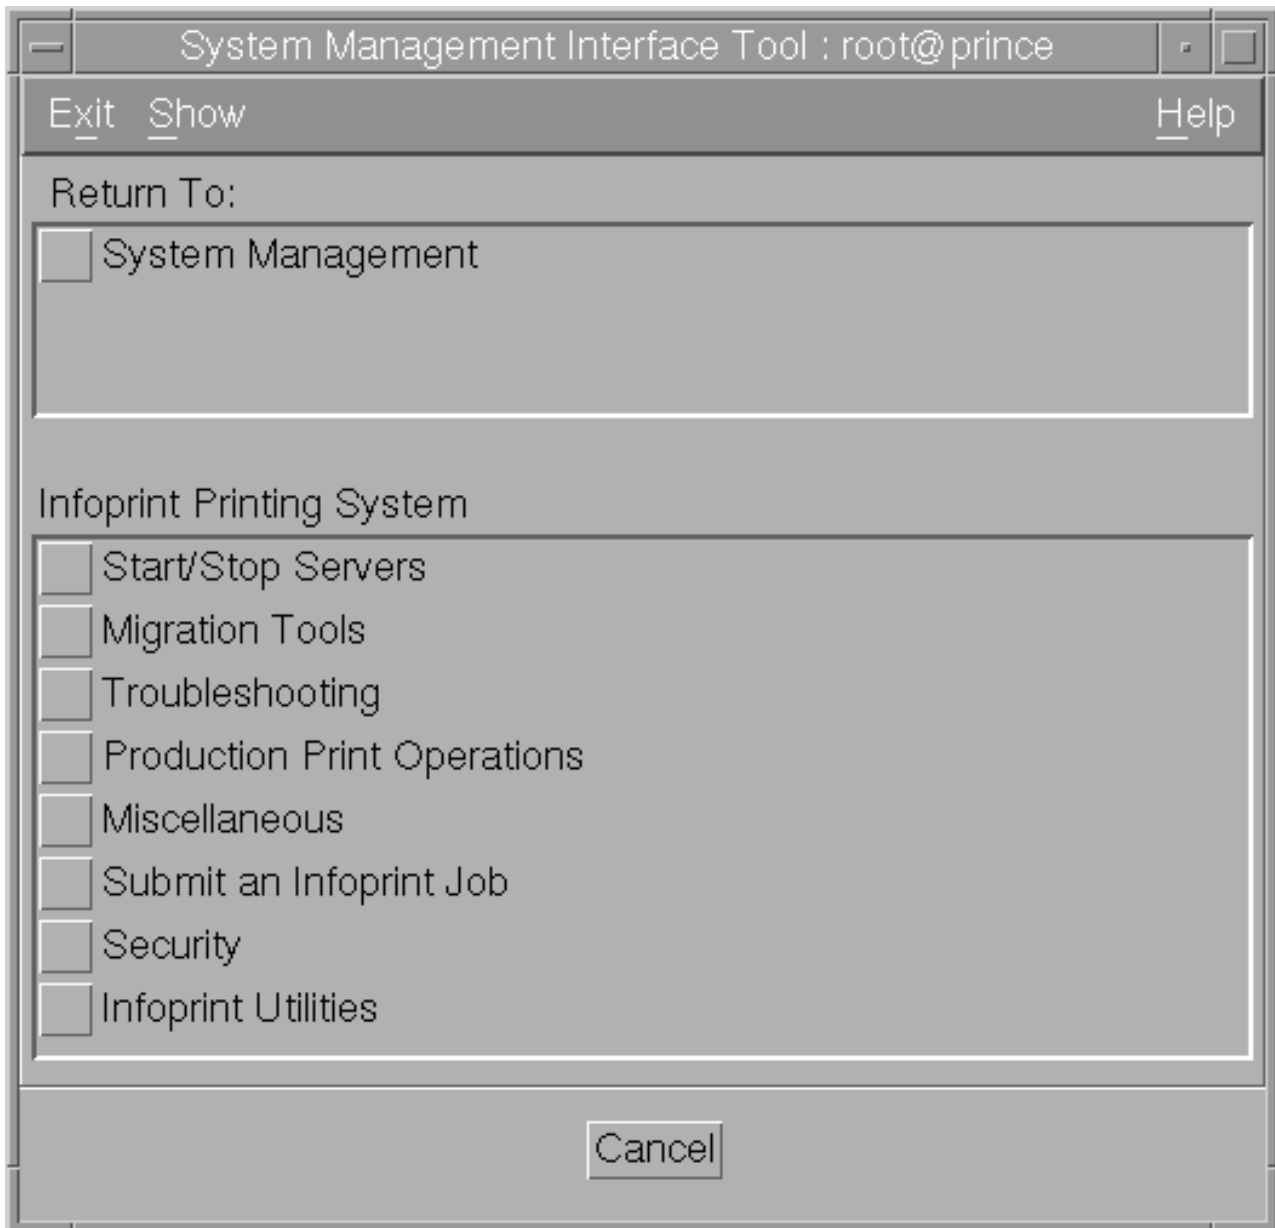 System Management Interface Tool : root@prince
Exit Show Help
Return To:
System Management
Infoprint Printing System
Start/Stop Servers
Migration Tools
Troubleshooting
Production Print Operations
Miscellaneous
Submit an Infoprint Job
Security
Infoprint Utilities
Cancel